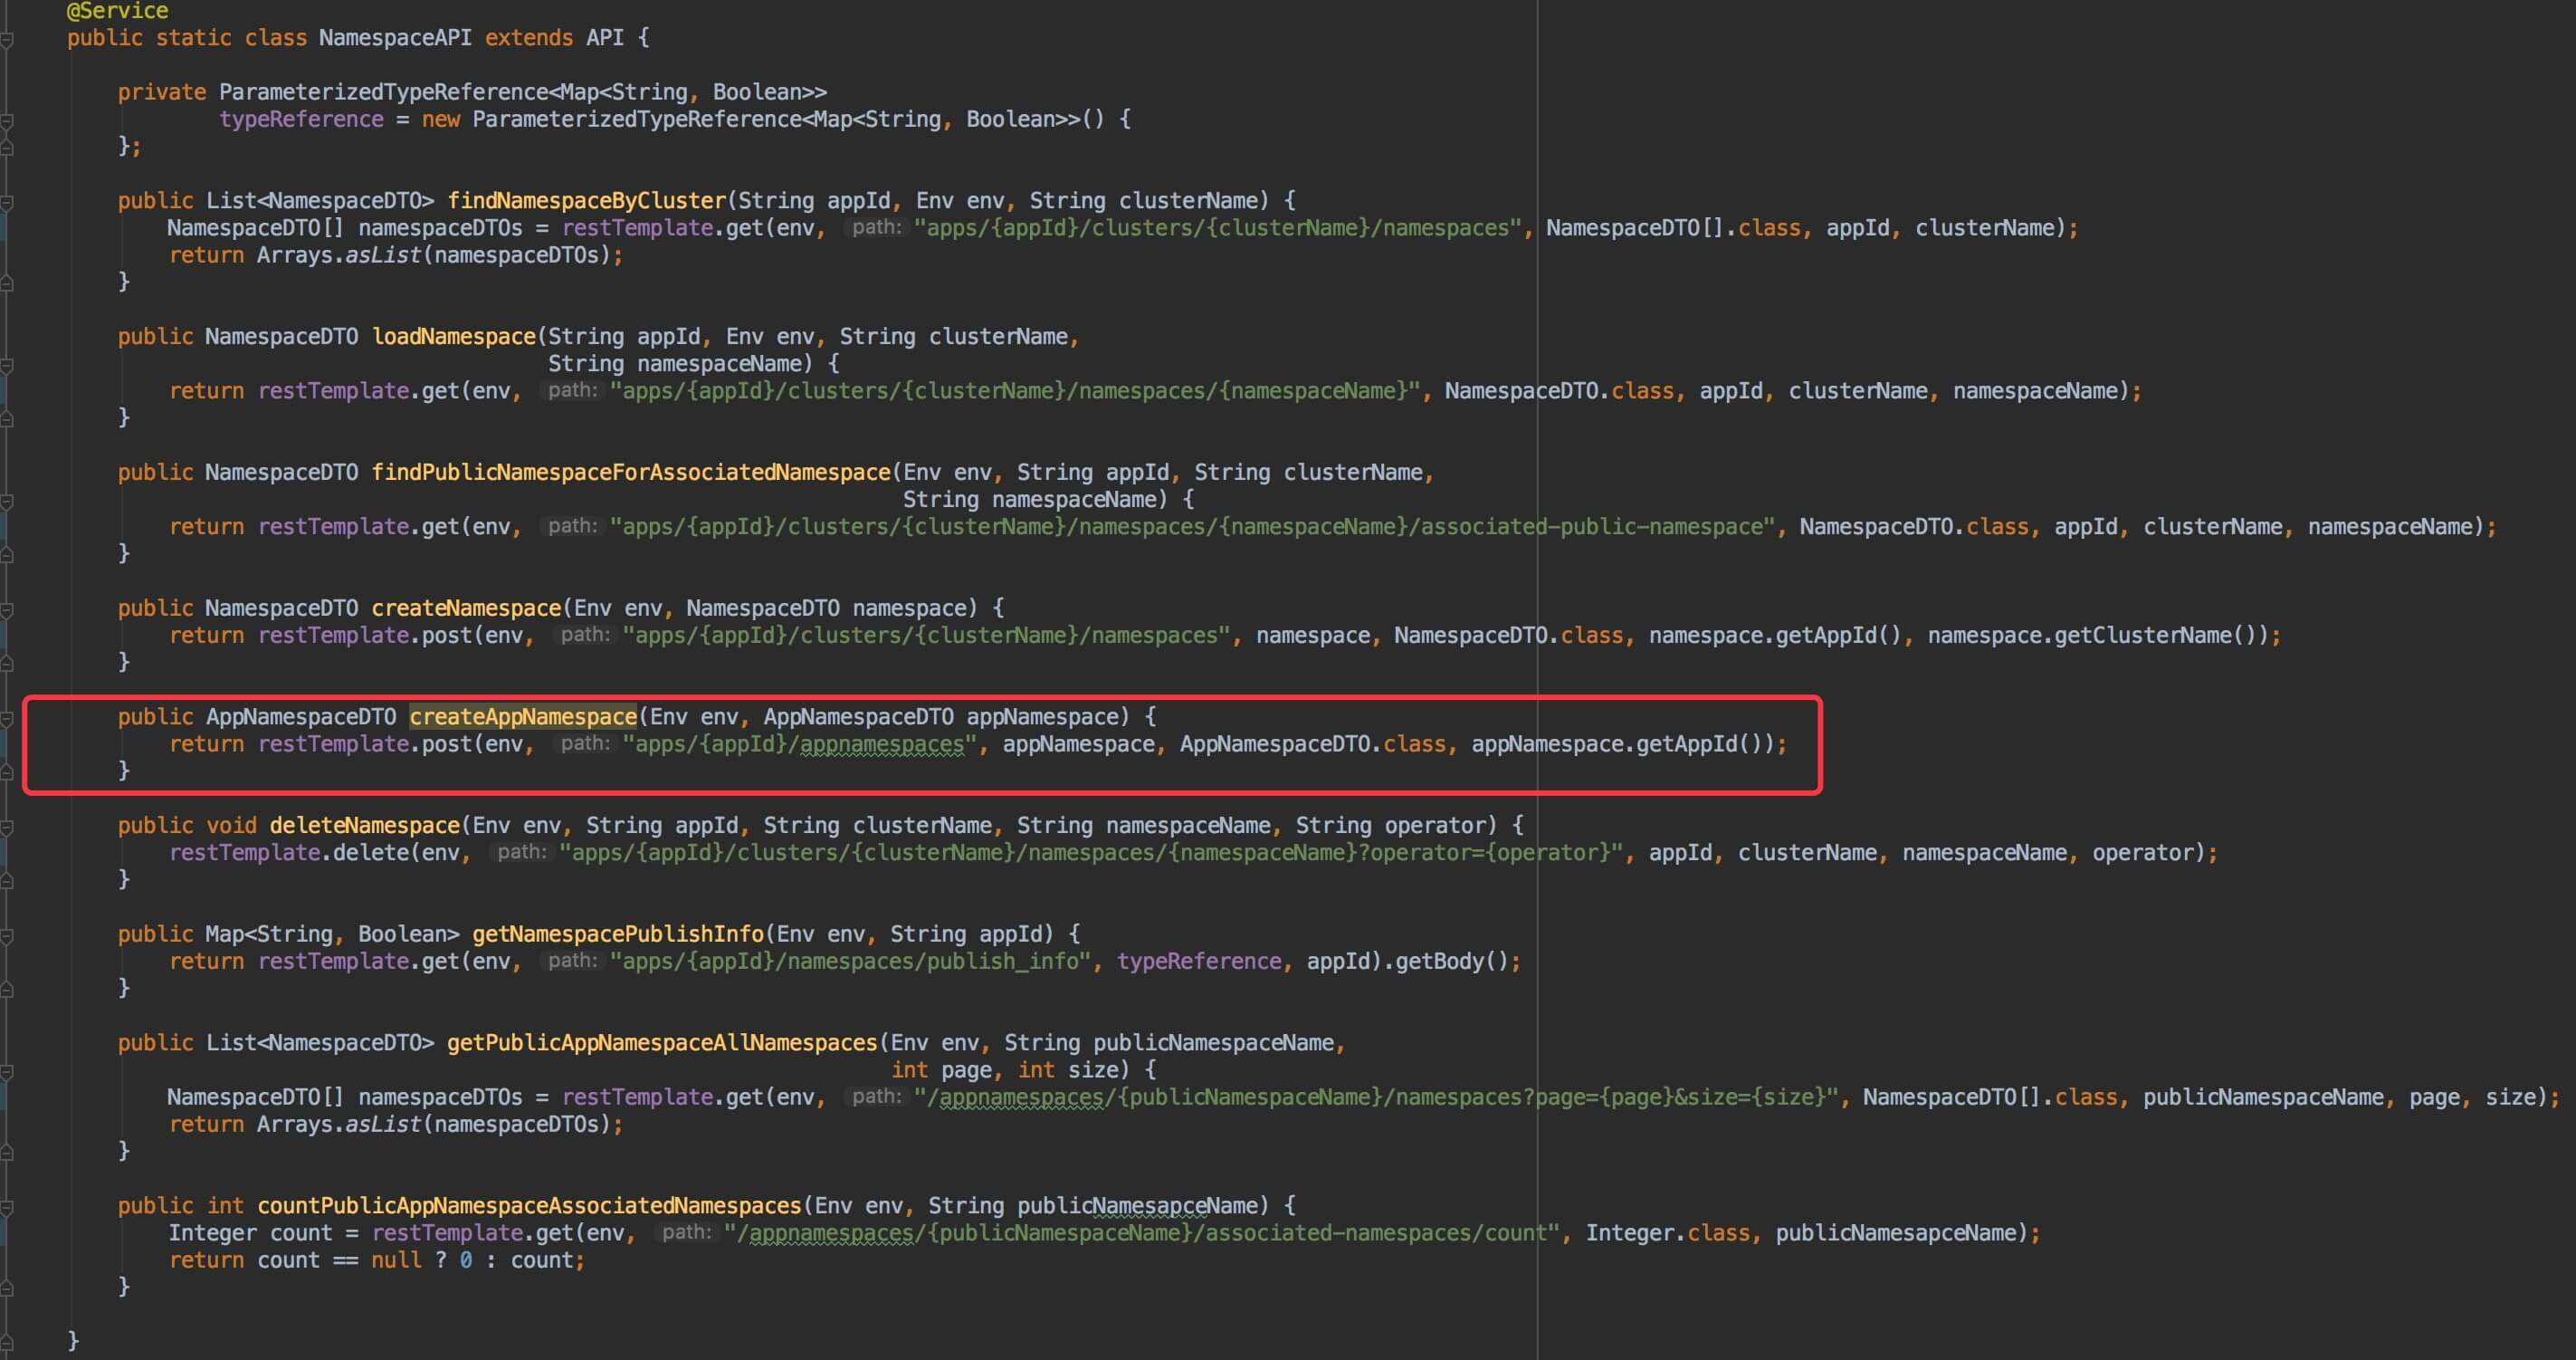 @Service
public static class NamespaceAPI extends API {
private ParameterizedTypeReference<Map<String, Boolean>>
typeReference = new ParameterizedTypeReference<Map<String, Boolean>>() {
};
public List<NamespaceDTO> findNamespaceByCluster(String appId, Env env, String clusterName) {
NamespaceDTO[] namespaceDTOs = restTemplate.get(env, path: "apps/{appId}/clusters/{clusterName}/namespaces", NamespaceDTO[].class, appId, clusterName);
return Arrays.asList(namespaceDTOs);
}
public NamespaceDTO loadNamespace(String appId, Env env, String clusterName,
String namespaceName) {
return restTemplate.get(env, path: "apps/{appId}/clusters/{clusterName}/namespaces/{namespaceName}", NamespaceDTO.class, appId, clusterName, namespaceName);
}
public NamespaceDTO findPublicNamespaceForAssociatedNamespace(Env env, String appId, String clusterName,
String namespaceName) {
return restTemplate.get(env, path: "apps/{appId}/clusters/{clusterName}/namespaces/{namespaceName}/associated-public-namespace", NamespaceDTO.class, appId, clusterName, namespaceName);
}
public NamespaceDTO createNamespace(Env env, NamespaceDTO namespace) {
return restTemplate.post(env, path: "apps/{appId}/clusters/{clusterName}/namespaces", namespace, NamespaceDTO.class, namespace.getAppId(), namespace.getClusterName());
}
public AppNamespaceDTO createAppNamespace(Env env, AppNamespaceDTO appNamespace) {
return restTemplate.post(env, path: "apps/{appId}/appnamespaces", appNamespace, AppNamespaceDTO.class, appNamespace.getAppId());
}
public void deleteNamespace(Env env, String appId, String clusterName, String namespaceName, String operator) {
restTemplate.delete(env, path: "apps/{appId}/clusters/{clusterName}/namespaces/{namespaceName}?operator={operator}", appId, clusterName, namespaceName, operator);
}
public Map<String, Boolean> getNamespacePublishInfo(Env env, String appId) {
return restTemplate.get(env, path: "apps/{appId}/namespaces/publish_info", typeReference, appId).getBody();
}
public List<NamespaceDTO> getPublicAppNamespaceAllNamespaces(Env env, String publicNamespaceName,
int page, int size) {
NamespaceDTO[] namespaceDTOs = restTemplate.get(env, path: "/appnamespaces/{publicNamespaceName}/namespaces?page={page}&size={size}", NamespaceDTO[].class, publicNamespaceName, page, size);
return Arrays.asList(namespaceDTOs);
}
public int countPublicAppNamespaceAssociatedNamespaces(Env env, String publicNamesapceName) {
Integer count = restTemplate.get(env, path: "/appnamespaces/{publicNamespaceName}/associated-namespaces/count", Integer.class, publicNamesapceName);
return count == null ? 0 : count;
}
}